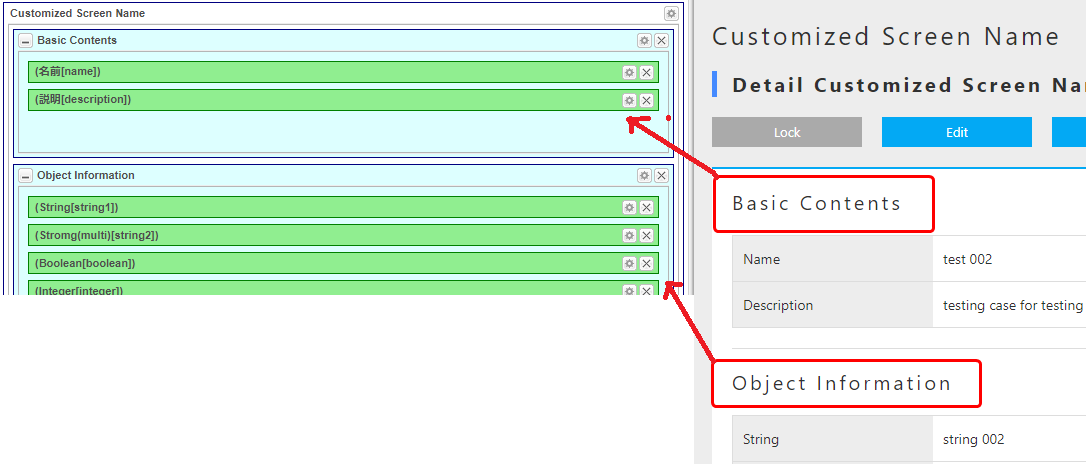 Customized Screen Name
Basic Contents
(名前[name])
(説明[description])
Object Information
(String[string1])
(Stromg(multi)[string2])
(Boolean[boolean])
(Integer[integer])
Customized Screen Name
Detail Customized Screen Na
Lock
Edit
Basic Contents
Name test 002
Description testing case for testing
Object Information
String string 002